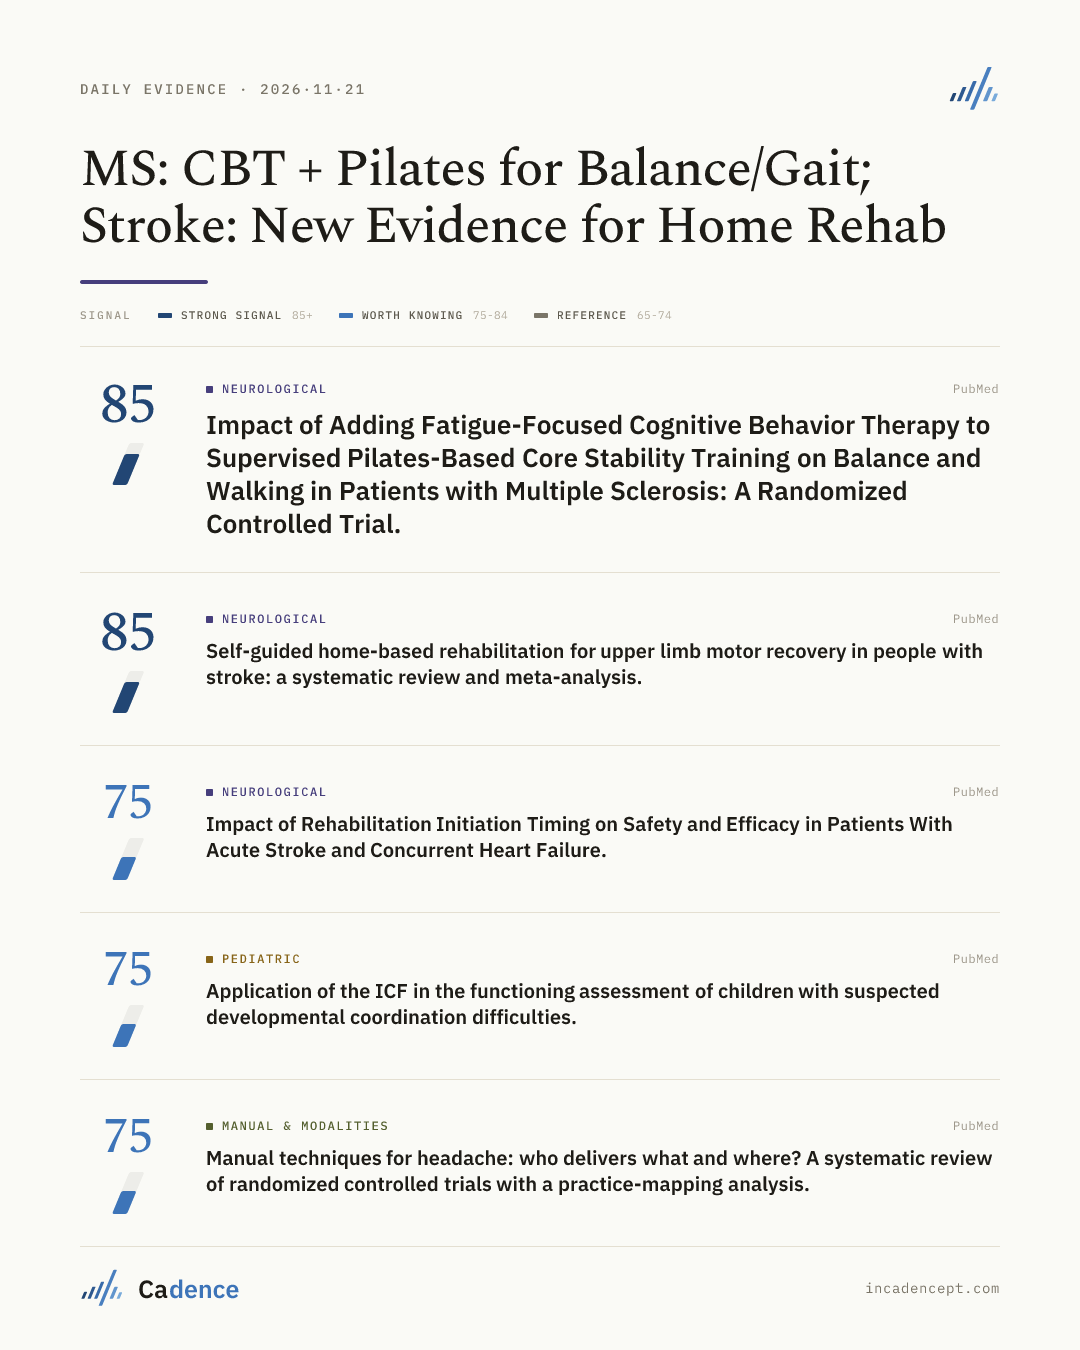 DAILY EVIDENCE · 2026·11·21
MS: CBT + Pilates for Balance/Gait;
Stroke: New Evidence for Home Rehab
SIGNAL STRONG SIGNAL 85+ WORTH KNOWING 75-84 REFERENCE 65-74
85
NEUROLOGICAL PubMed
Impact of Adding Fatigue-Focused Cognitive Behavior Therapy to
Supervised Pilates-Based Core Stability Training on Balance and
Walking in Patients with Multiple Sclerosis: A Randomized
Controlled Trial.
85
NEUROLOGICAL PubMed
Self-guided home-based rehabilitation for upper limb motor recovery in people with
stroke: a systematic review and meta-analysis.
75
NEUROLOGICAL PubMed
Impact of Rehabilitation Initiation Timing on Safety and Efficacy in Patients With
Acute Stroke and Concurrent Heart Failure.
75
PEDIATRIC PubMed
Application of the ICF in the functioning assessment of children with suspected
developmental coordination difficulties.
75
MANUAL & MODALITIES PubMed
Manual techniques for headache: who delivers what and where? A systematic review
of randomized controlled trials with a practice-mapping analysis.
Cadence incadencept.com